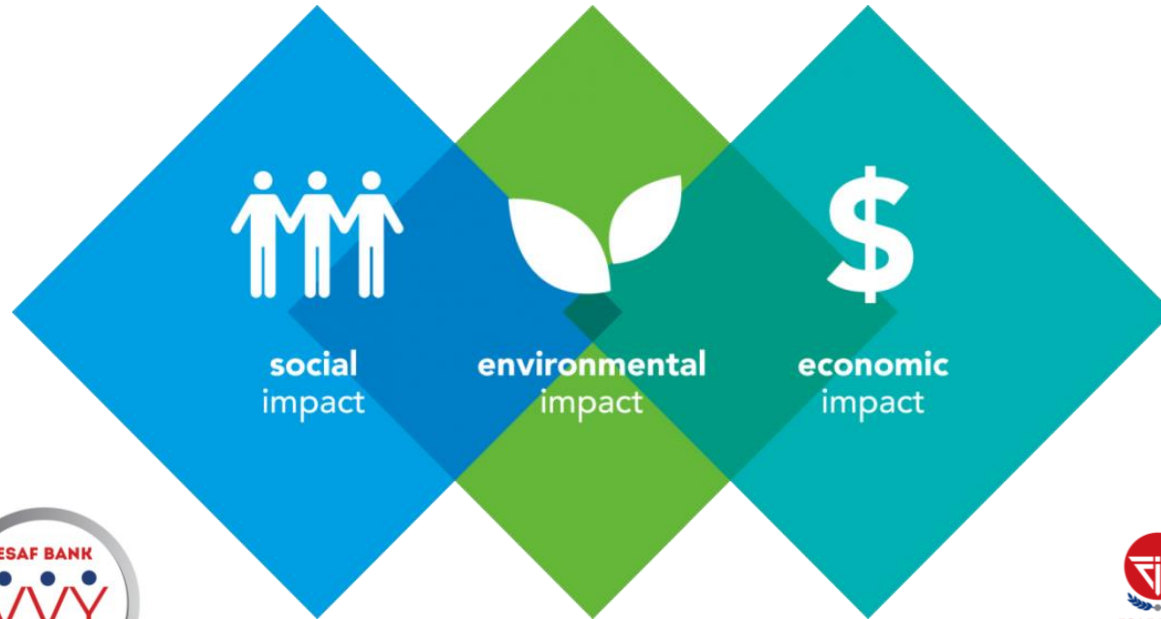 $
social
impact
environmental
impact
economic
impact
ESAF BANK